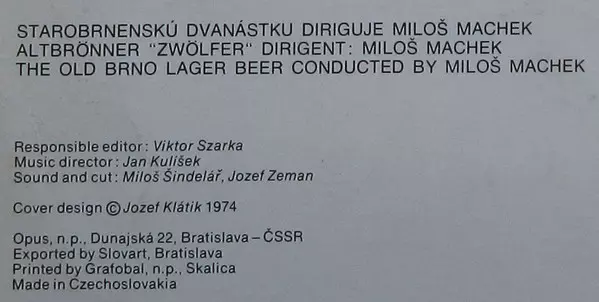 STAROBRNENSKÚ DVANÁSTKU DIRIGUJE MILOŠ MACHEK
ALTBRÖNNER "ZWÖLFER" DIRIGENT: MILOŠ MACHEK
THE OLD BRNO LAGER BEER CONDUCTED BY MILOŠ MACHEK
Responsible editor: Viktor Szarka
Music director: Jan Kulíšek
Sound and cut: Miloš Šindelář, Jozef Zeman
Cover design © Jozef Klátik 1974
Opus, n.p., Dunajská 22, Bratislava – ČSSR
Exported by Slovart, Bratislava
Printed by Grafobal, n.p., Skalica
Made in Czechoslovakia